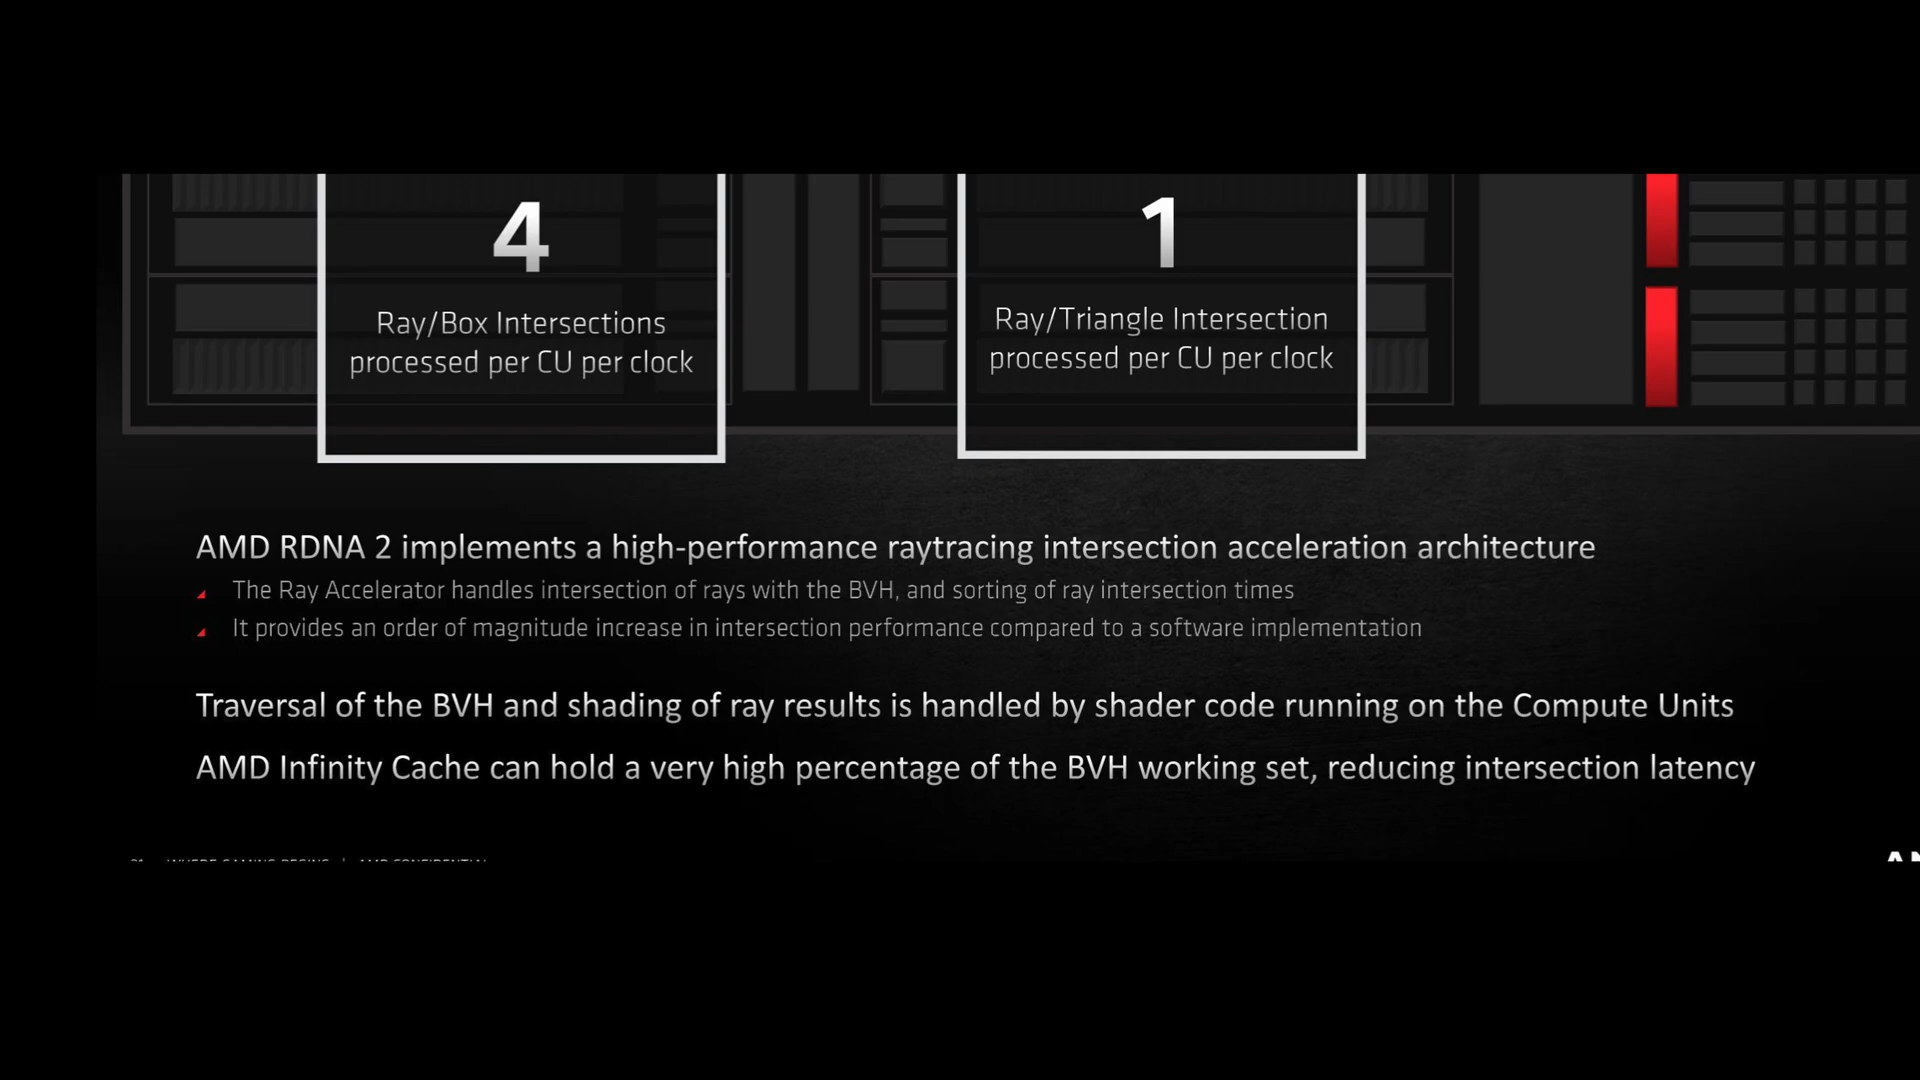 4
Ray/Box Intersections
processed per CU per clock
1
Ray/Triangle Intersection
processed per CU per clock
AMD RDNA 2 implements a high-performance raytracing intersection acceleration architecture
The Ray Accelerator handles intersection of rays with the BVH, and sorting of ray intersection times
It provides an order of magnitude increase in intersection performance compared to a software implementation
Traversal of the BVH and shading of ray results is handled by shader code running on the Compute Units
AMD Infinity Cache can hold a very high percentage of the BVH working set, reducing intersection latency